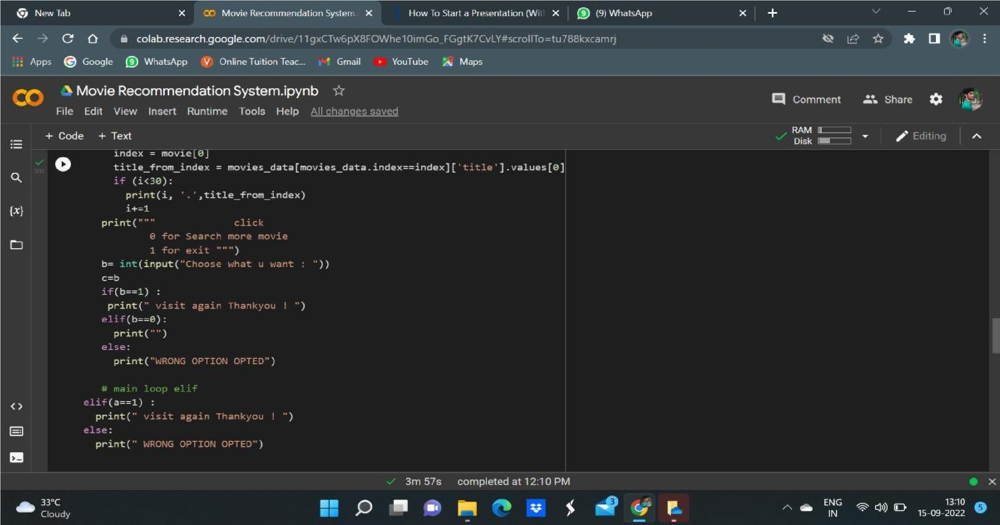 New Tab
Movie Recommendation System.
How To Start a Presentation (Wit
(9) WhatsApp
colab.research.google.com/drive/11gxCTw6pX8FOWhe10imGo_FGgtK7CvLY#scrollTo=tu788kxcamrj
Apps Google WhatsApp Online Tuition Teac... Gmail YouTube Maps
Movie Recommendation System.ipynb
Comment Share
File Edit View Insert Runtime Tools Help All changes saved
+ Code + Text
RAM
Disk
Editing
3m
index = movie[0]
title_from_index = movies_data[movies_data.index==index]['title'].values[0]
if (i<30):
print(i, '.',title_from_index)
i+=1
print(""" click
0 for Search more movie
1 for exit """)
b= int(input("Choose what u want : "))
c=b
if(b==1) :
print(" visit again Thankyou ! ")
elif(b==0):
print("")
else:
print("WRONG OPTION OPTED")
# main loop elif
elif(a==1) :
print(" visit again Thankyou ! ")
else:
print(" WRONG OPTION OPTED")
3m 57s completed at 12:10 PM
33°C
Cloudy
3
ENG
IN
13:10
15-09-2022
5